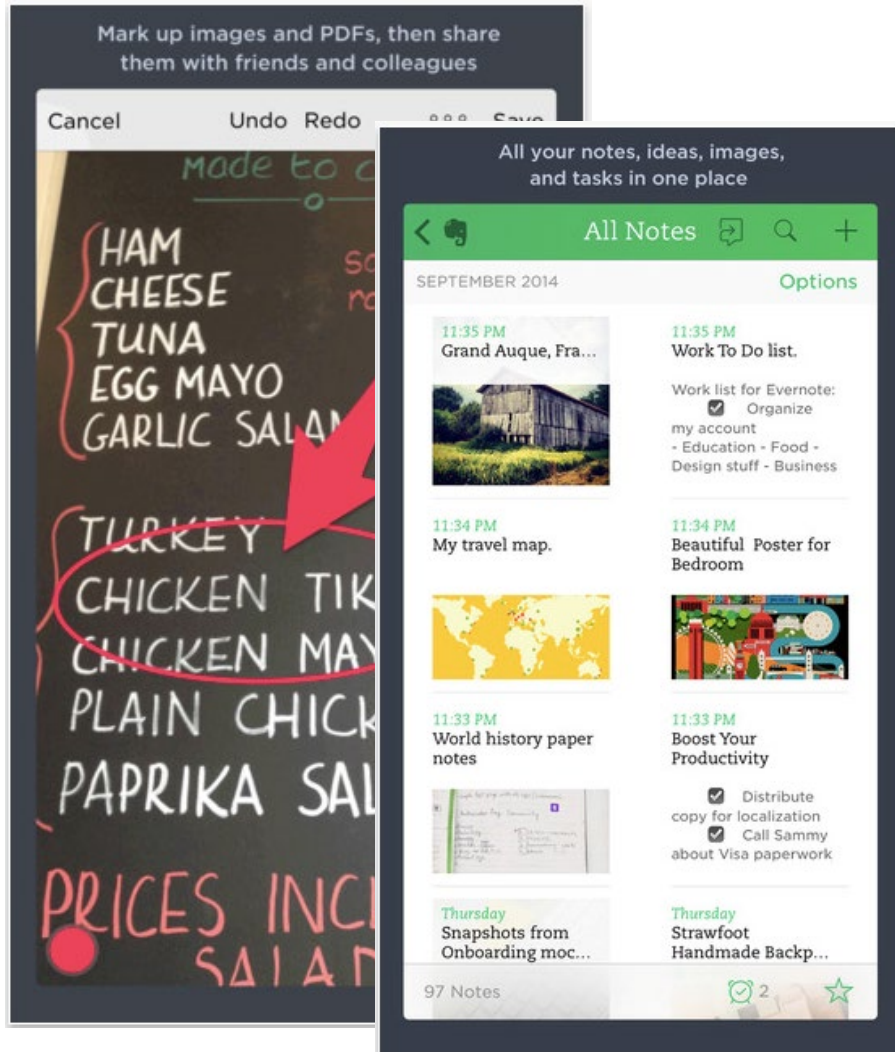 Mark up images and PDFs, then share
them with friends and colleagues
Cancel
Undo
Redo
Save
Made to
HAM
CHEESE
TUNA
EGG MAYO
GARLIC
TURKEY
CHICKEN
CHICKEN
PLAIN
PAPRIKA
PRICES
All your notes, ideas, images,
and tasks in one place
All Notes
SEPTEMBER 2014
Options
11:35 PM
Grand Auque, Fra...
11:35 PM
Work To Do list.
Work list for Evernote:
Organize
my account
- Education - Food -
Design stuff - Business
11:34 PM
My travel map.
11:34 PM
Beautiful Poster for
Bedroom
11:33 PM
World history paper
notes
11:33 PM
Boost Your
Productivity
Distribute
copy for localization
Call Sammy
about Visa paperwork
Thursday
Snapshots from
Onboarding moc...
Thursday
Strawfoot
Handmade Backp...
97 Notes
2